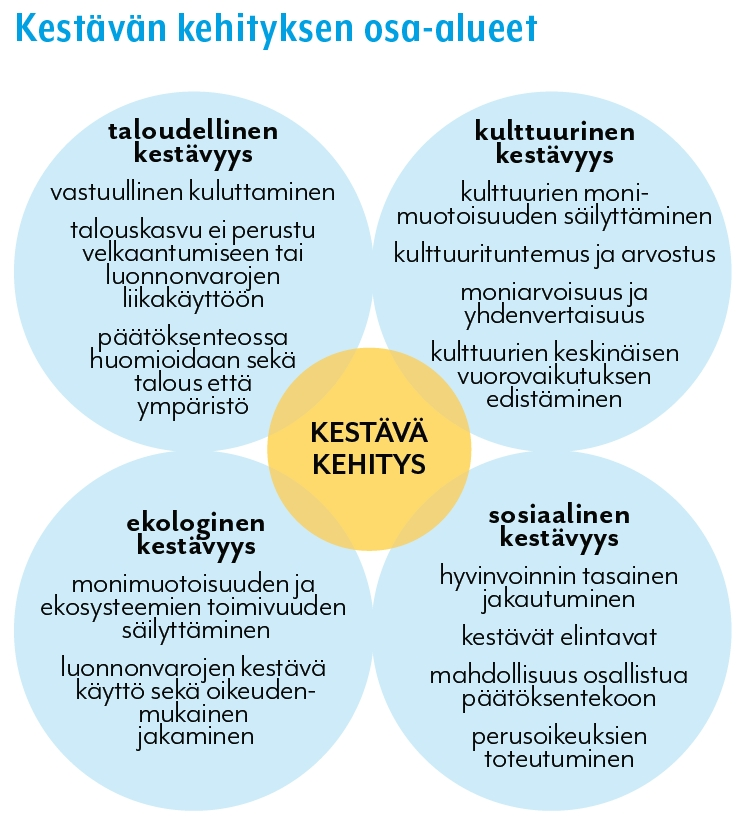 Kestävän kehityksen osa-alueet
taloudellinen
kestävyys
vastuullinen kuluttaminen
talouskasvu ei perustu
velkaantumiseen tai
luonnonvarojen
liikakäyttöön
päätöksenteossa
huomioidaan sekä
talous että
ympäristö
kulttuurinen
kestävyys
kulttuurien moni-
muotoisuuden säilyttäminen
kulttuurituntemus ja arvostus
moniarvoisuus ja
yhdenvertaisuus
kulttuurien keskinäisen
vuorovaikutuksen
edistäminen
KESTÄVÄ
KEHITYS
ekologinen
kestävyys
monimuotoisuuden ja
ekosysteemien toimivuuden
säilyttäminen
luonnonvarojen kestävä
käyttö sekä oikeuden-
mukainen
jakaminen
sosiaalinen
kestävyys
hyvinvoinnin tasainen
jakautuminen
kestävät elintavat
mahdollisuus osallistua
päätöksentekoon
perusoikeuksien
toteutuminen